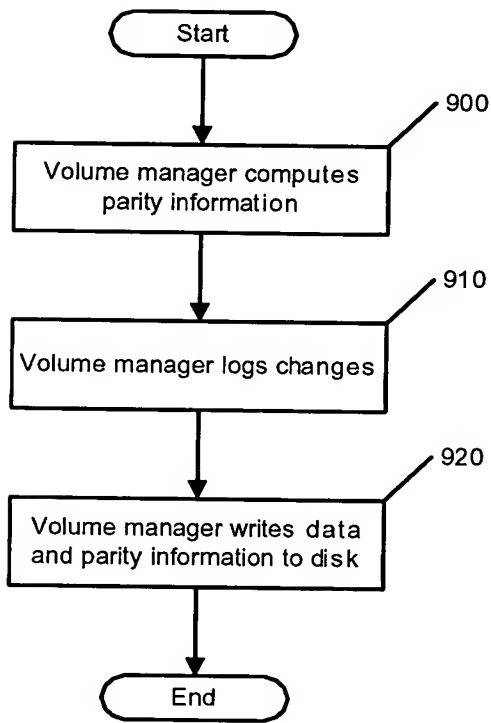 Start
900
Volume manager computes
parity information
910
Volume manager logs changes
920
Volume manager writes data
and parity information to disk
End